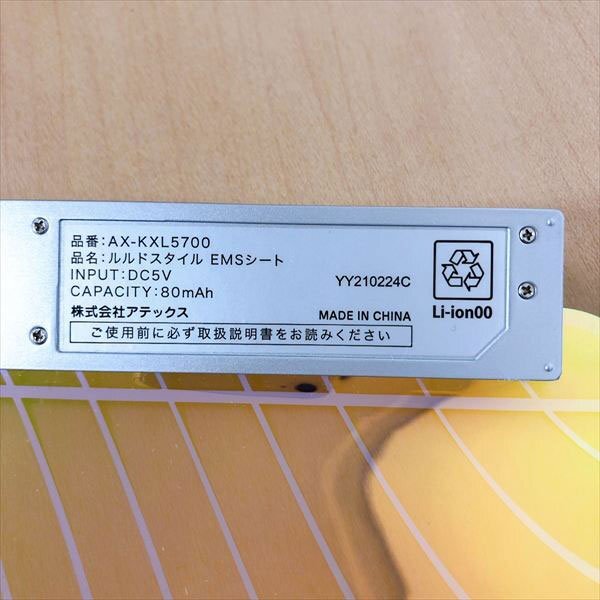 品番:AX-KXL5700
品名:ルルドスタイル EMSシート
INPUT:DC5V
YY210224C
CAPACITY:80mAh
Li-ion00
株式会社アテックス
MADE IN CHINA
ご使用前に必ず取扱説明書をお読みください